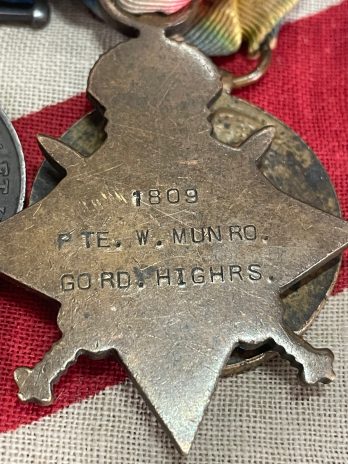 1809
PTE. W. MUNRO.
GORD. HIGHRS.